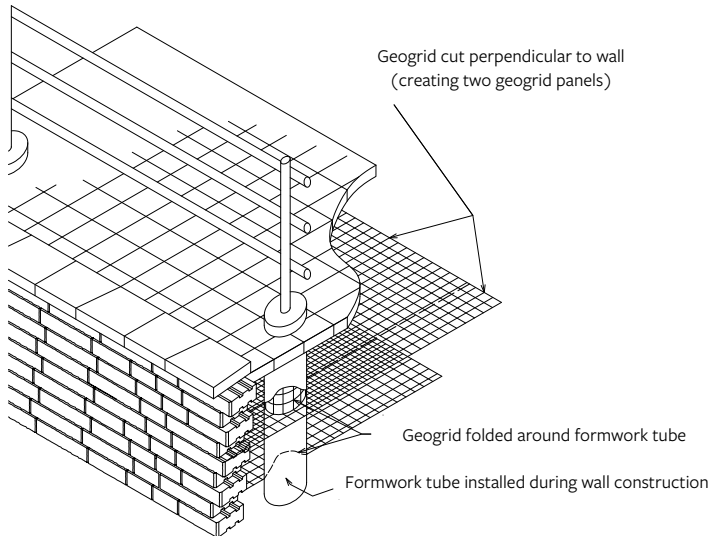 Geogrid cut perpendicular to wall
(creating two geogrid panels)
Geogrid folded around formwork tube
Formwork tube installed during wall construction